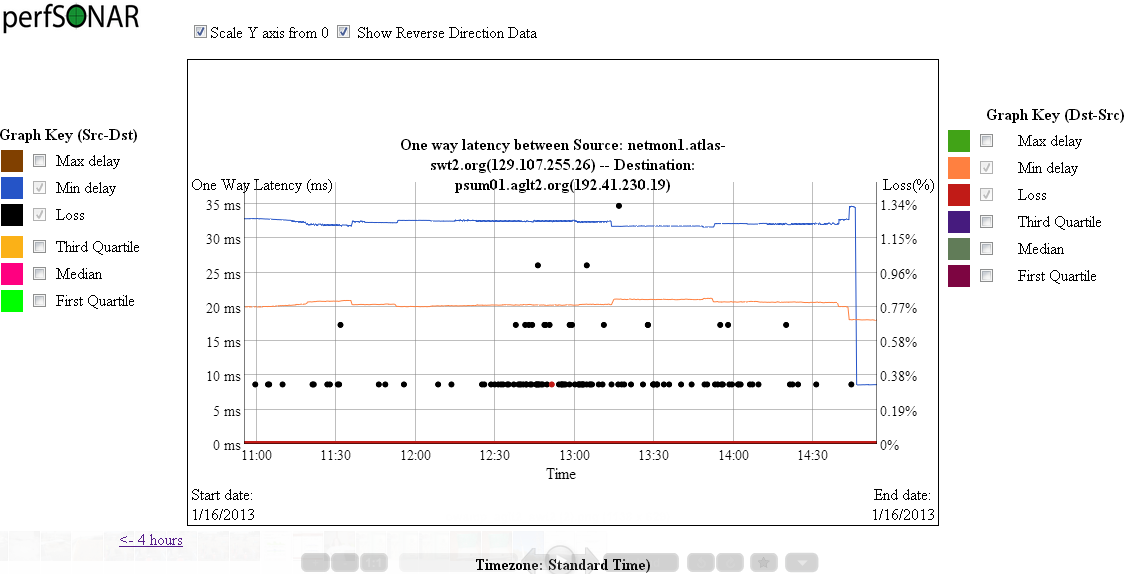 perfSONAR
Scale Y axis from 0 Show Reverse Direction Data
Graph Key (Src-Dst)
Max delay
Min delay
Loss
Third Quartile
Median
First Quartile
One way latency between Source: netmon1.atlas-
swt2.org(129.107.255.26) -- Destination:
psum01.aglt2.org(192.41.230.19)
One Way Latency (ms)
Loss(%)
35 ms
30 ms
25 ms
20 ms
15 ms
10 ms
5 ms
0 ms
1.34%
1.15%
0.96%
0.77%
0.58%
0.38%
0.19%
0%
11:00 11:30 12:00 12:30 13:00 13:30 14:00 14:30
Time
Start date:
1/16/2013
End date:
1/16/2013
Graph Key (Dst-Src)
Max delay
Min delay
Loss
Third Quartile
Median
First Quartile
<- 4 hours
Timezone: Standard Time)